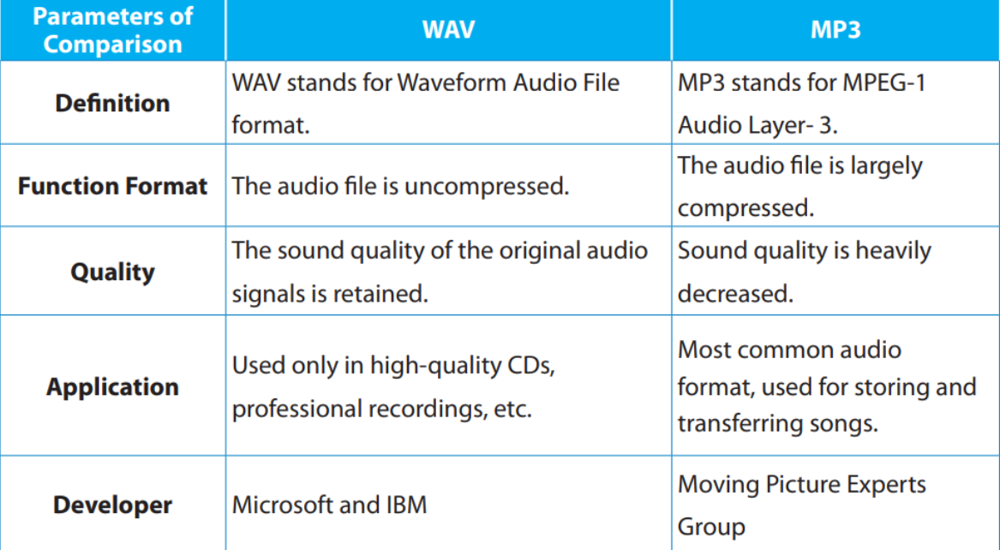 Parameters of
Comparison
WAV
MP3
Definition
WAV stands for Waveform Audio File
format.
MP3 stands for MPEG-1
Audio Layer- 3.
Function Format
The audio file is uncompressed.
The audio file is largely
compressed.
Quality
The sound quality of the original audio
signals is retained.
Sound quality is heavily
decreased.
Application
Used only in high-quality CDs,
professional recordings, etc.
Most common audio
format, used for storing and
transferring songs.
Developer
Microsoft and IBM
Moving Picture Experts
Group